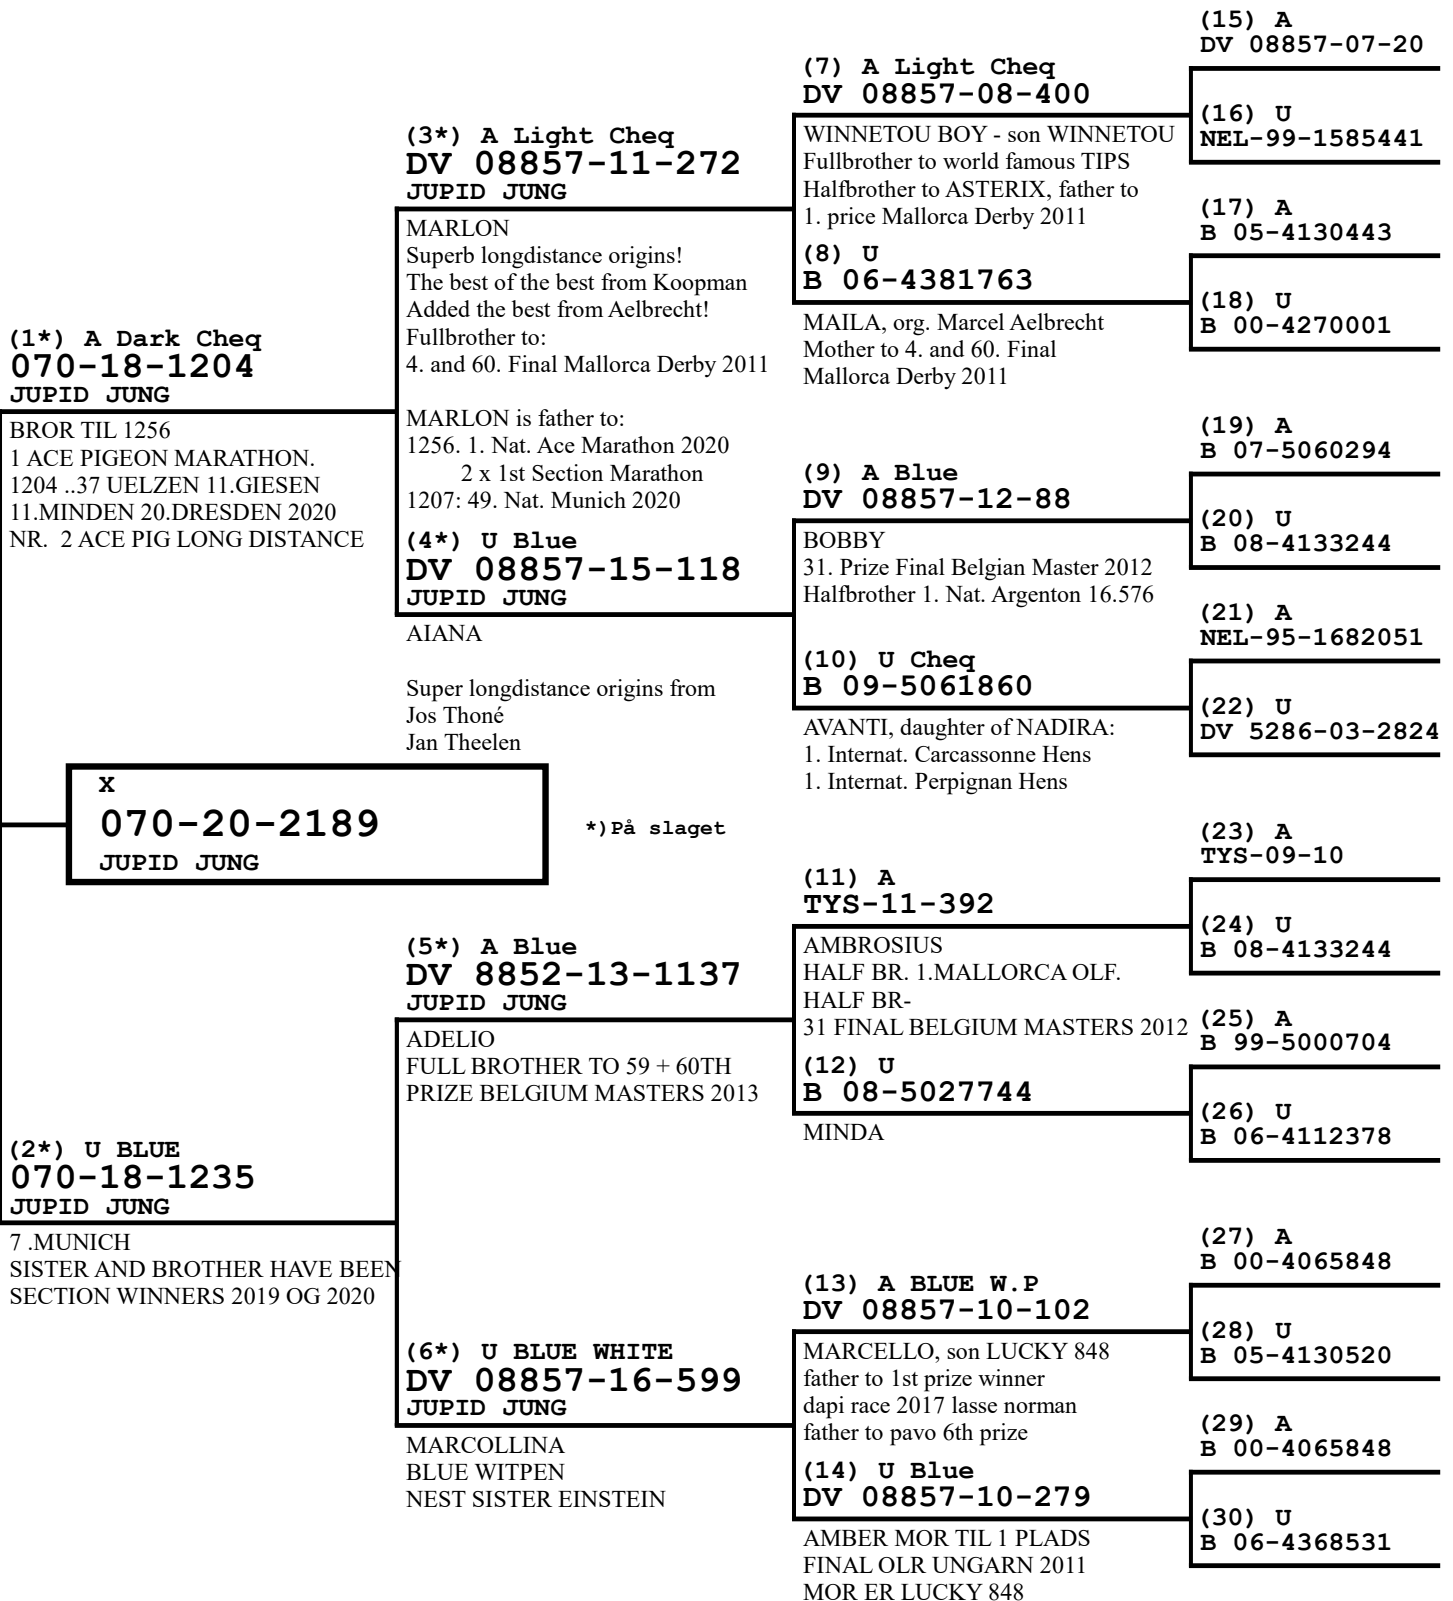 (1*) A Dark Cheq
070-18-1204
JUPID JUNG
BROR TIL 1256
1 ACE PIGEON MARATHON.
1204 ..37 UELZEN 11.GIESEN
11.MINDEN 20.DRESDEN 2020
NR.  2 ACE PIG LONG DISTANCE
X
070-20-2189
JUPID JUNG
*)På slaget
(2*) U BLUE
070-18-1235
JUPID JUNG
7 .MUNICH
SISTER AND BROTHER HAVE BEEN
SECTION WINNERS 2019 OG 2020
(3*) A Light Cheq
DV 08857-11-272
JUPID JUNG
MARLON
Superb longdistance origins!
The best of the best from Koopman
Added the best from Aelbrecht!
Fullbrother to:
4. and 60. Final Mallorca Derby 2011
MARLON is father to:
1256. 1. Nat. Ace Marathon 2020
2 x 1st Section Marathon
1207: 49. Nat. Munich 2020
(4*) U Blue
DV 08857-15-118
JUPID JUNG
AIANA
Super longdistance origins from
Jos Thoné
Jan Theelen
(5*) A Blue
DV 8852-13-1137
JUPID JUNG
ADELIO
FULL BROTHER TO 59 + 60TH
PRIZE BELGIUM MASTERS 2013
(6*) U BLUE WHITE
DV 08857-16-599
JUPID JUNG
MARCOLLINA
BLUE WITPEN
NEST SISTER EINSTEIN
(7) A Light Cheq
DV 08857-08-400
WINNETOU BOY - son WINNETOU
Fullbrother to world famous TIPS
Halfbrother to ASTERIX, father to
1. price Mallorca Derby 2011
(8) U
B 06-4381763
MAILA, org. Marcel Aelbrecht
Mother to 4. and 60. Final
Mallorca Derby 2011
(9) A Blue
DV 08857-12-88
BOBBY
31. Prize Final Belgian Master 2012
Halfbrother 1. Nat. Argenton 16.576
(10) U Cheq
B 09-5061860
AVANTI, daughter of NADIRA:
1. Internat. Carcassonne Hens
1. Internat. Perpignan Hens
(11) A
TYS-11-392
AMBROSIUS
HALF BR. 1.MALLORCA OLF.
HALF BR-
31 FINAL BELGIUM MASTERS 2012
(12) U
B 08-5027744
MINDA
(13) A BLUE W.P
DV 08857-10-102
MARCELLO, son LUCKY 848
father to 1st prize winner
dapi race 2017 lasse norman
father to pavo 6th prize
(14) U Blue
DV 08857-10-279
AMBER MOR TIL 1 PLADS
FINAL OLR UNGARN 2011
MOR ER LUCKY 848
(15) A
DV 08857-07-20
(16) U
NEL-99-1585441
(17) A
B 05-4130443
(18) U
B 00-4270001
(19) A
B 07-5060294
(20) U
B 08-4133244
(21) A
NEL-95-1682051
(22) U
DV 5286-03-2824
(23) A
TYS-09-10
(24) U
B 08-4133244
(25) A
B 99-5000704
(26) U
B 06-4112378
(27) A
B 00-4065848
(28) U
B 05-4130520
(29) A
B 00-4065848
(30) U
B 06-4368531